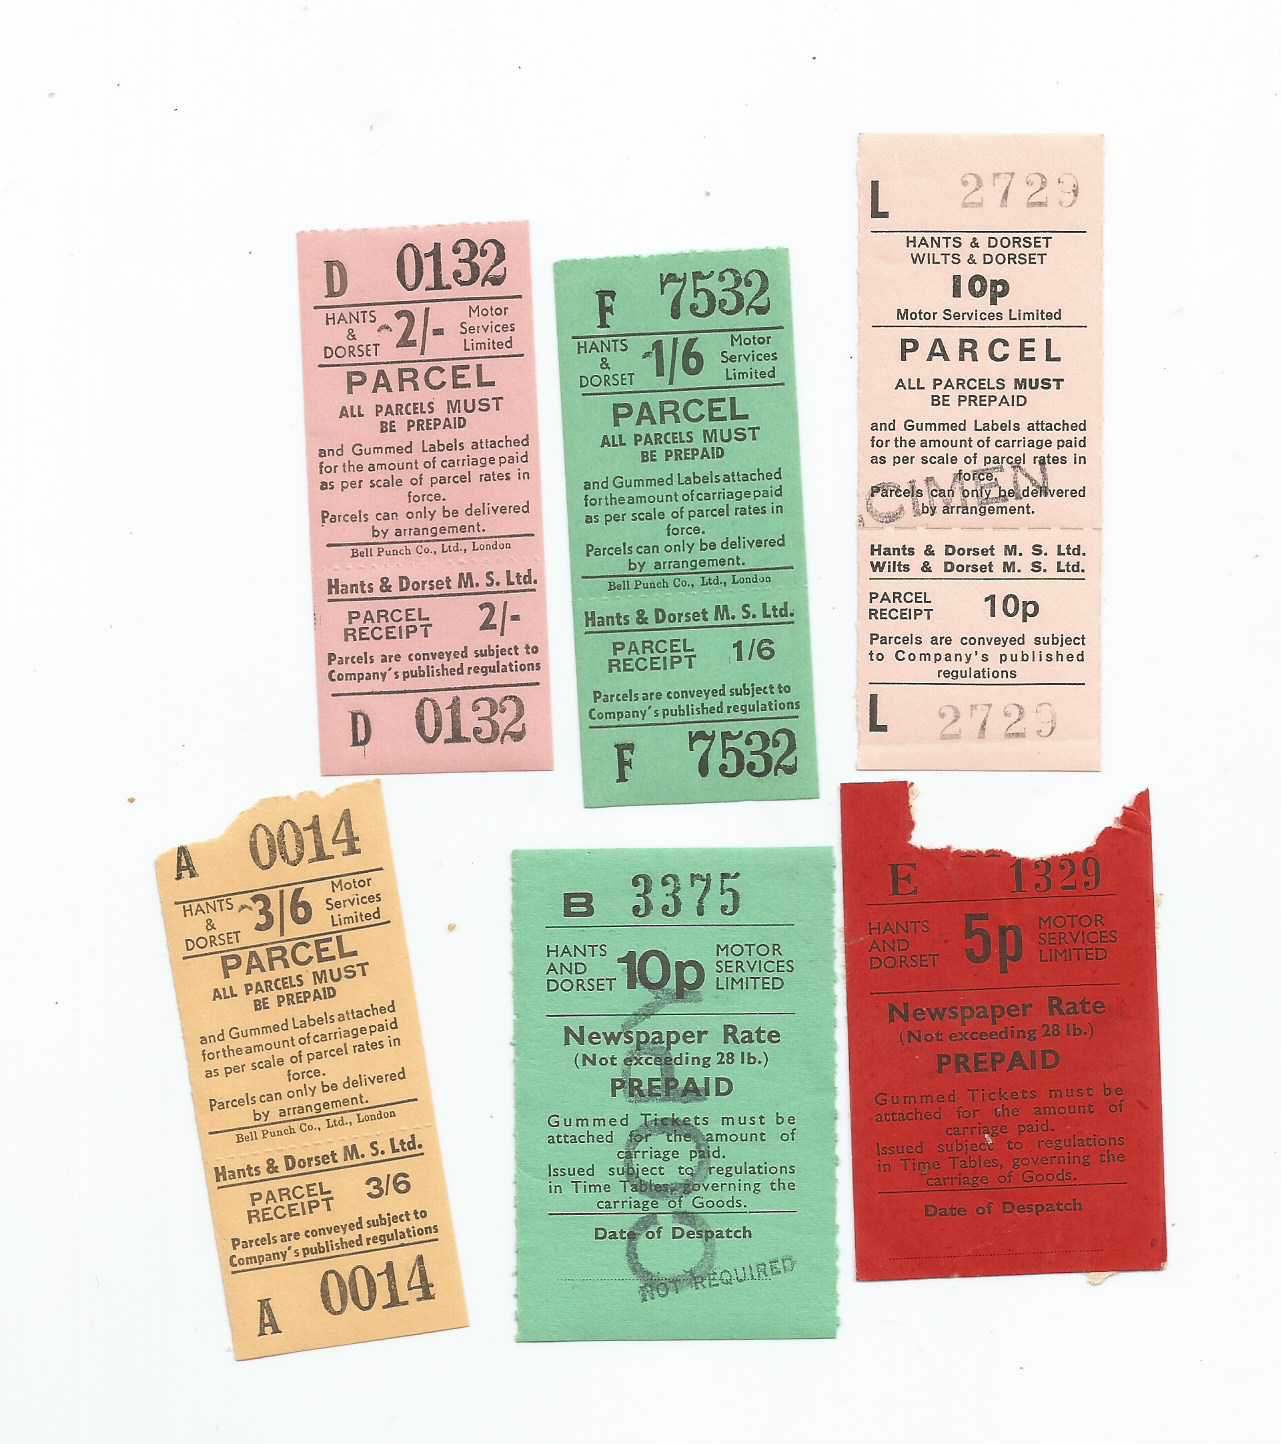 D 0132
HANTS & DORSET 2/- Motor Services Limited
PARCEL
ALL PARCELS MUST
BE PREPAID
and Gummed Labels attached
for the amount of carriage paid
as per scale of parcel rates in
force.
Parcels can only be delivered
by arrangement.
Bell Punch Co., Ltd., London
Hants & Dorset M. S. Ltd.
PARCEL RECEIPT 2/-
Parcels are conveyed subject to
Company's published regulations
D 0132
F 7532
HANTS & DORSET 1/6 Motor Services Limited
PARCEL
ALL PARCELS MUST
BE PREPAID
and Gummed Labels attached
for the amount of carriage paid
as per scale of parcel rates in
force.
Parcels can only be delivered
by arrangement.
Bell Punch Co., Ltd., London
Hants & Dorset M. S. Ltd.
PARCEL RECEIPT 1/6
Parcels are conveyed subject to
Company's published regulations
F 7532
L 2729
HANTS & DORSET
WILTS & DORSET
10p
Motor Services Limited
PARCEL
ALL PARCELS MUST
BE PREPAID
and Gummed Labels attached
for the amount of carriage paid
as per scale of parcel rates in
force.
Parcels can only be delivered
by arrangement.
CIMEN
Hants & Dorset M. S. Ltd.
Wilts & Dorset M. S. Ltd.
PARCEL RECEIPT 10p
Parcels are conveyed subject
to Company's published
regulations
L 2729
A 0014
HANTS & DORSET 3/6 Motor Services Limited
PARCEL
ALL PARCELS MUST
BE PREPAID
and Gummed Labels attached
for the amount of carriage paid
as per scale of parcel rates in
force.
Parcels can only be delivered
by arrangement.
Bell Punch Co., Ltd., London
Hants & Dorset M. S. Ltd.
PARCEL RECEIPT 3/6
Parcels are conveyed subject to
Company's published regulations
A 0014
B 3375
HANTS AND DORSET 10p MOTOR SERVICES LIMITED
Newspaper Rate
(Not exceeding 28 lb.)
PREPAID
Gummed Tickets must be
attached for the amount of
carriage paid.
Issued subject to regulations
in Time Tables, governing the
carriage of Goods.
Date of Despatch
COPY
NOT REQUIRED
E 1329
HANTS AND DORSET 5p MOTOR SERVICES LIMITED
Newspaper Rate
(Not exceeding 28 lb.)
PREPAID
Gummed Tickets must be
attached for the amount of
carriage paid.
Issued subject to regulations
in Time Tables, governing the
carriage of Goods.
Date of Despatch